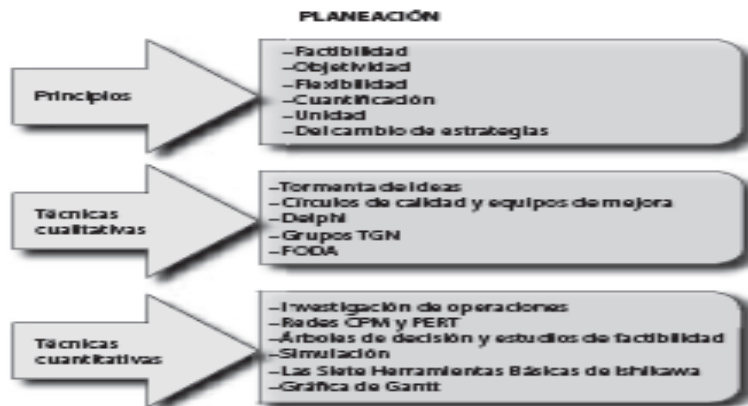 PLANEACIÓN
Principios
–Factibilidad
–Objetividad
–Flexibilidad
–Cuantificación
–Unidad
–Del cambio de estrategias
Técnicas
cualitativas
–Tormenta de ideas
–Círculos de calidad y equipos de mejora
–Delphi
–Grupos TGN
–FODA
Técnicas
cuantitativas
–Investigación de operaciones
–Redes CPM y PERT
–Árboles de decisión y estudios de factibilidad
–Simulación
–Las Siete Herramientas Básicas de Ishikawa
–Gráfica de Gantt